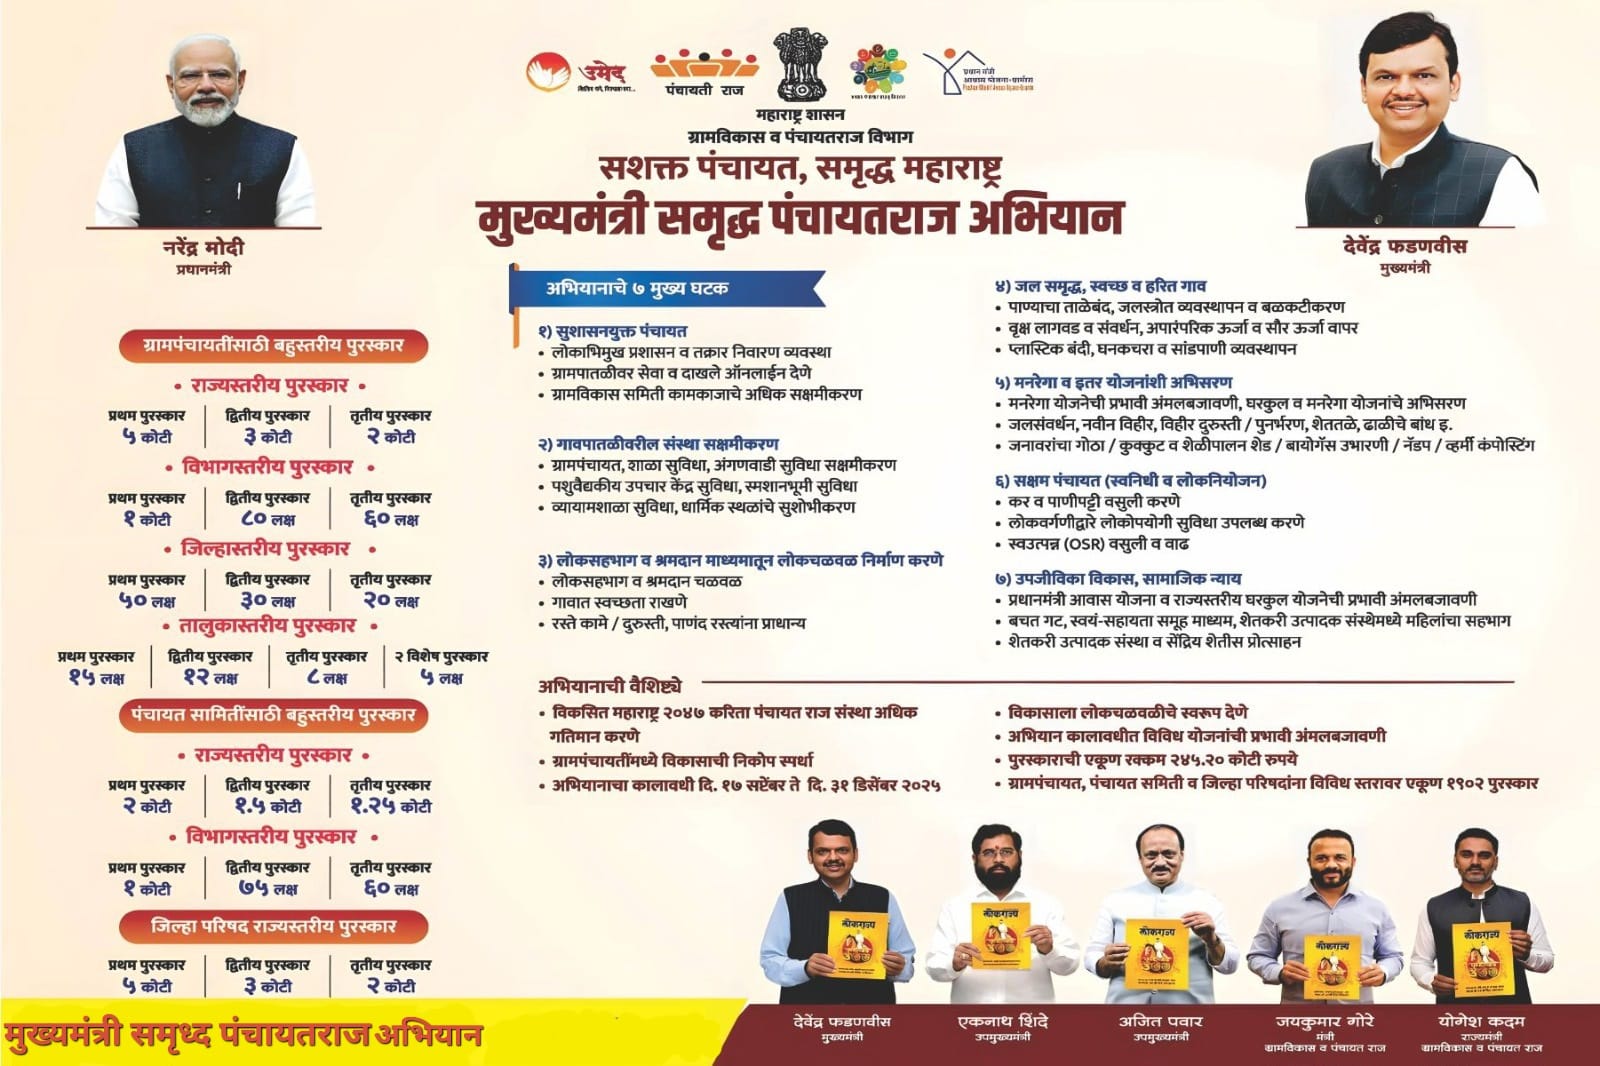 उमेद
पंचायती राज
प्रधान मंत्री
आवास योजना-ग्रामीण
Pradhan Mantri Awaas Yojana-Gramin
महाराष्ट्र शासन
ग्रामविकास व पंचायतराज विभाग
सशक्त पंचायत, समृद्ध महाराष्ट्र
मुख्यमंत्री समृद्ध पंचायतराज अभियान
नरेंद्र मोदी
प्रधानमंत्री
देवेंद्र फडणवीस
मुख्यमंत्री
ग्रामपंचायतींसाठी बहुस्तरीय पुरस्कार
• राज्यस्तरीय पुरस्कार •
प्रथम पुरस्कार द्वितीय पुरस्कार तृतीय पुरस्कार
५ कोटी ३ कोटी २ कोटी
• विभागस्तरीय पुरस्कार •
प्रथम पुरस्कार द्वितीय पुरस्कार तृतीय पुरस्कार
१ कोटी ८० लक्ष ६० लक्ष
• जिल्हास्तरीय पुरस्कार •
प्रथम पुरस्कार द्वितीय पुरस्कार तृतीय पुरस्कार
५० लक्ष ३० लक्ष २० लक्ष
• तालुकास्तरीय पुरस्कार •
प्रथम पुरस्कार द्वितीय पुरस्कार तृतीय पुरस्कार २ विशेष पुरस्कार
१५ लक्ष १२ लक्ष ८ लक्ष ५ लक्ष
पंचायत समितींसाठी बहुस्तरीय पुरस्कार
• राज्यस्तरीय पुरस्कार •
प्रथम पुरस्कार द्वितीय पुरस्कार तृतीय पुरस्कार
२ कोटी १.५ कोटी १.२५ कोटी
• विभागस्तरीय पुरस्कार •
प्रथम पुरस्कार द्वितीय पुरस्कार तृतीय पुरस्कार
१ कोटी ७५ लक्ष ६० लक्ष
जिल्हा परिषद राज्यस्तरीय पुरस्कार
प्रथम पुरस्कार द्वितीय पुरस्कार तृतीय पुरस्कार
५ कोटी ३ कोटी २ कोटी
अभियानाचे ७ मुख्य घटक
१) सुशासनयुक्त पंचायत
• लोकाभिमुख प्रशासन व तक्रार निवारण व्यवस्था
• ग्रामपातळीवर सेवा व दाखले ऑनलाईन देणे
• ग्रामविकास समिती कामकाजाचे अधिक सक्षमीकरण
२) गावपातळीवरील संस्था सक्षमीकरण
• ग्रामपंचायत, शाळा सुविधा, अंगणवाडी सुविधा सक्षमीकरण
• पशुवैद्यकीय उपचार केंद्र सुविधा, स्मशानभूमी सुविधा
• व्यायामशाळा सुविधा, धार्मिक स्थळांचे सुशोभीकरण
३) लोकसहभाग व श्रमदान माध्यमातून लोकचळवळ निर्माण करणे
• लोकसहभाग व श्रमदान चळवळ
• गावात स्वच्छता राखणे
• रस्ते कामे / दुरुस्ती, पाणंद रस्त्यांना प्राधान्य
४) जल समृद्ध, स्वच्छ व हरित गाव
• पाण्याचा ताळेबंद, जलस्त्रोत व्यवस्थापन व बळकटीकरण
• वृक्ष लागवड व संवर्धन, अपारंपरिक ऊर्जा व सौर ऊर्जा वापर
• प्लास्टिक बंदी, घनकचरा व सांडपाणी व्यवस्थापन
५) मनरेगा व इतर योजनांशी अभिसरण
• मनरेगा योजनेची प्रभावी अंमलबजावणी, घरकुल व मनरेगा योजनांचे अभिसरण
• जलसंवर्धन, नवीन विहीर, विहीर दुरुस्ती / पुनर्भरण, शेततळे, ढाळीचे बांध इ.
• जनावरांचा गोठा / कुक्कुट व शेळीपालन शेड / बायोगॅस उभारणी / नॅडप / व्हर्मी कंपोस्टिंग
६) सक्षम पंचायत (स्वनिधी व लोकनियोजन)
• कर व पाणीपट्टी वसुली करणे
• लोकवर्गणीद्वारे लोकोपयोगी सुविधा उपलब्ध करणे
• स्वउत्पन्न (OSR) वसुली व वाढ
७) उपजीविका विकास, सामाजिक न्याय
• प्रधानमंत्री आवास योजना व राज्यस्तरीय घरकुल योजनेची प्रभावी अंमलबजावणी
• बचत गट, स्वयं-सहायता समूह माध्यम, शेतकरी उत्पादक संस्थेमध्ये महिलांचा सहभाग
• शेतकरी उत्पादक संस्था व सेंद्रिय शेतीस प्रोत्साहन
अभियानाची वैशिष्ट्ये
• विकसित महाराष्ट्र २०४७ करिता पंचायत राज संस्था अधिक
गतिमान करणे
• ग्रामपंचायतींमध्ये विकासाची निकोप स्पर्धा
• अभियानाचा कालावधी दि. १७ सप्टेंबर ते दि. ३१ डिसेंबर २०२५
• विकासाला लोकचळवळीचे स्वरूप देणे
• अभियान कालावधीत विविध योजनांची प्रभावी अंमलबजावणी
• पुरस्काराची एकूण रक्कम २४५.२० कोटी रुपये
• ग्रामपंचायत, पंचायत समिती व जिल्हा परिषदांना विविध स्तरावर एकूण १९०२ पुरस्कार
लोकराज्य
लोकराज्य
लोकराज्य
लोकराज्य
लोकराज्य
मुख्यमंत्री समृध्द पंचायतराज अभियान
देवेंद्र फडणवीस
मुख्यमंत्री
एकनाथ शिंदे
उपमुख्यमंत्री
अजित पवार
उपमुख्यमंत्री
जयकुमार गोरे
मंत्री
ग्रामविकास व पंचायत राज
योगेश कदम
राज्यमंत्री
ग्रामविकास व पंचायत राज